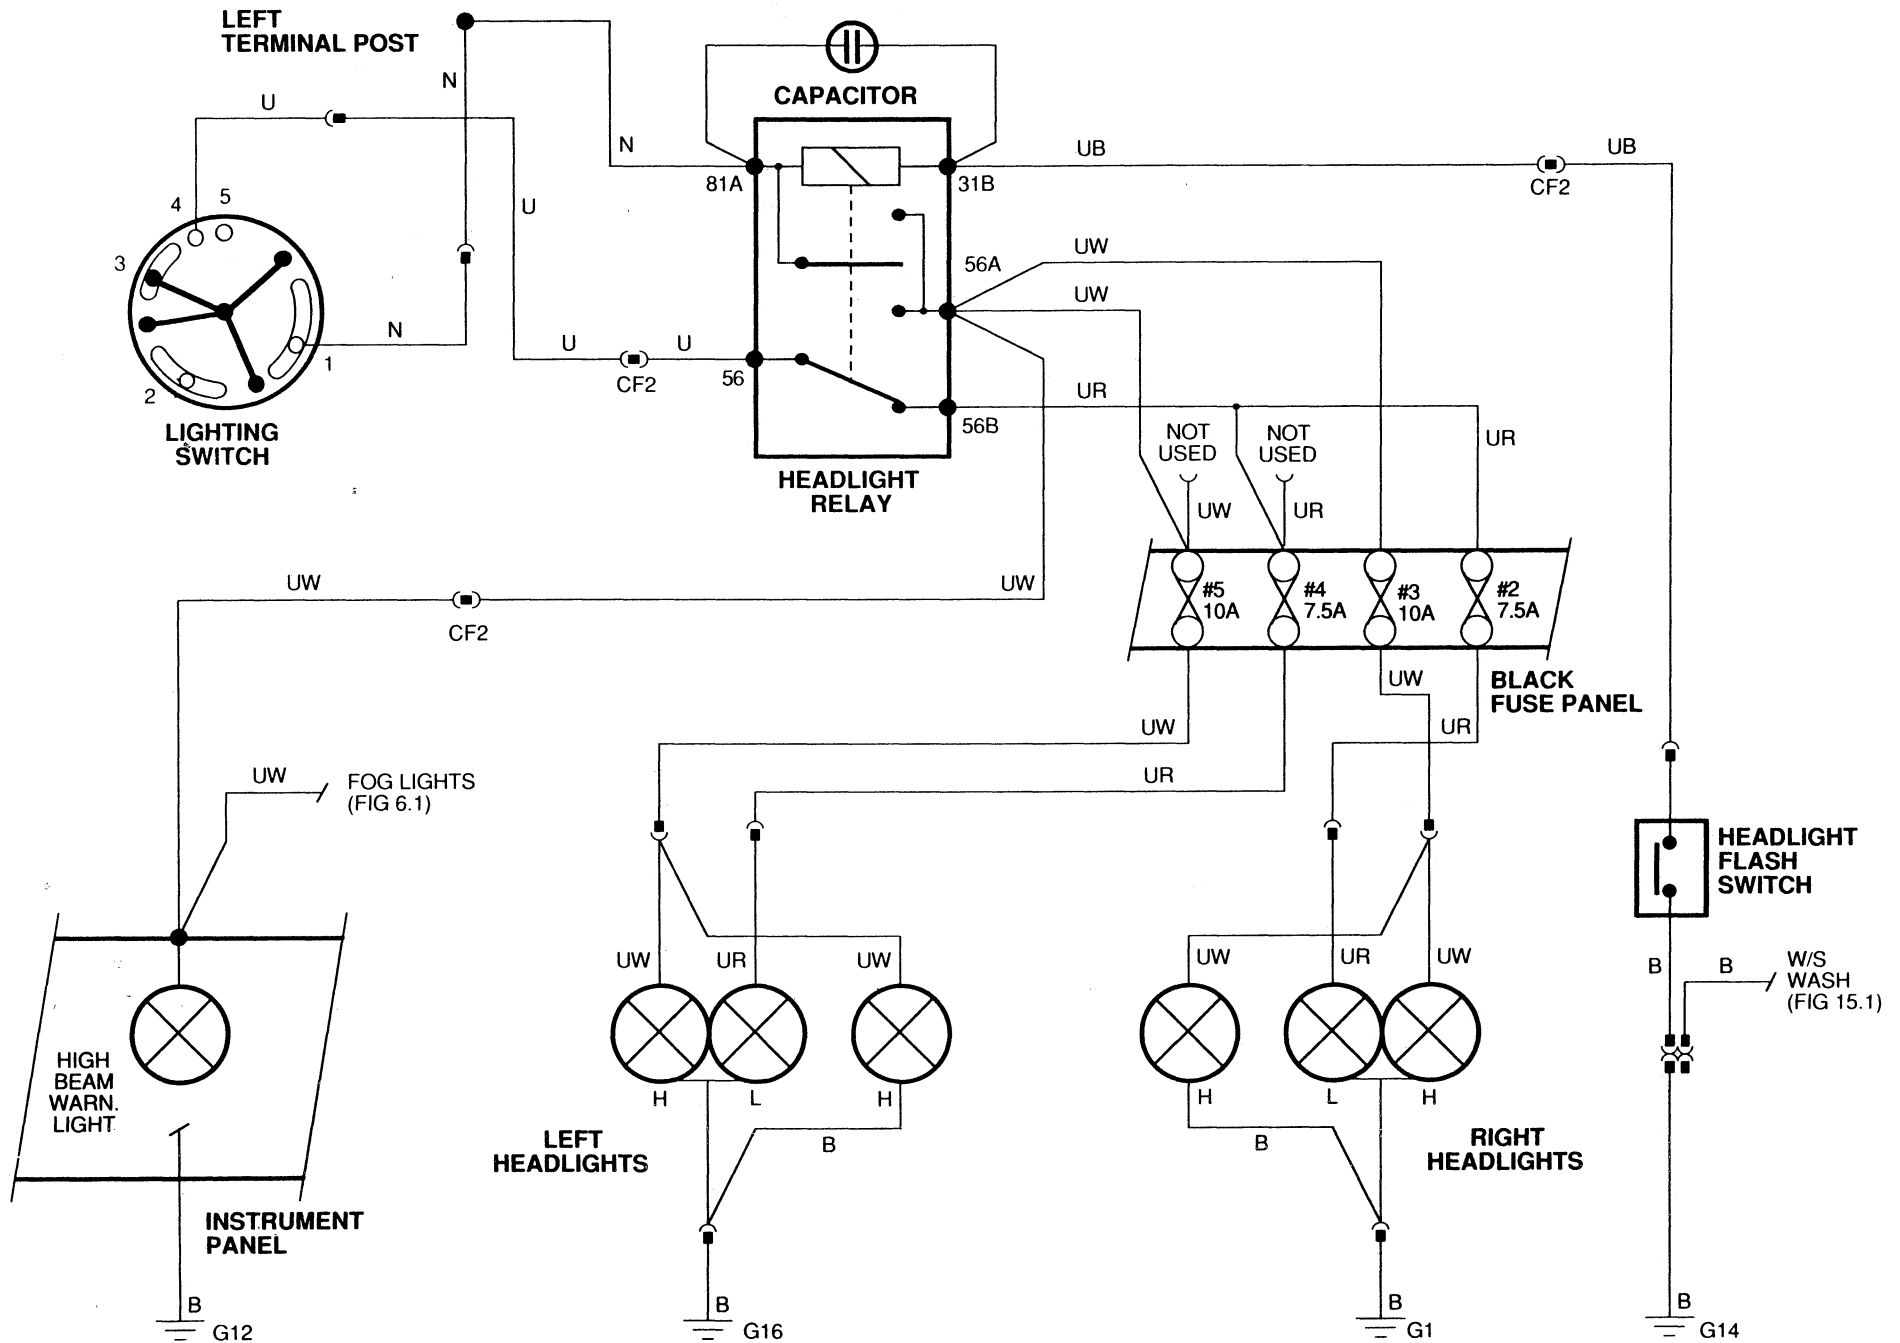 LEFT
TERMINAL POST
N
U
CAPACITOR
N
81A
31B
UB
CF2
UB
4
5
3
2
1
N
LIGHTING
SWITCH
U
U
CF2
U
56
56A
UW
UW
UR
56B
HEADLIGHT
RELAY
NOT
USED
NOT
USED
UR
UW
UR
#5
10A
#4
7.5A
#3
10A
#2
7.5A
BLACK
FUSE PANEL
UW
CF2
UW
UW
UR
UW
UR
UW
FOG LIGHTS
(FIG 6.1)
HEADLIGHT
FLASH
SWITCH
B
B
W/S
WASH
(FIG 15.1)
UW
UR
UW
UW
UR
UW
HIGH
BEAM
WARN.
LIGHT
H
L
H
H
L
H
LEFT
HEADLIGHTS
B
B
RIGHT
HEADLIGHTS
INSTRUMENT
PANEL
B
G12
B
G16
B
G1
B
G14